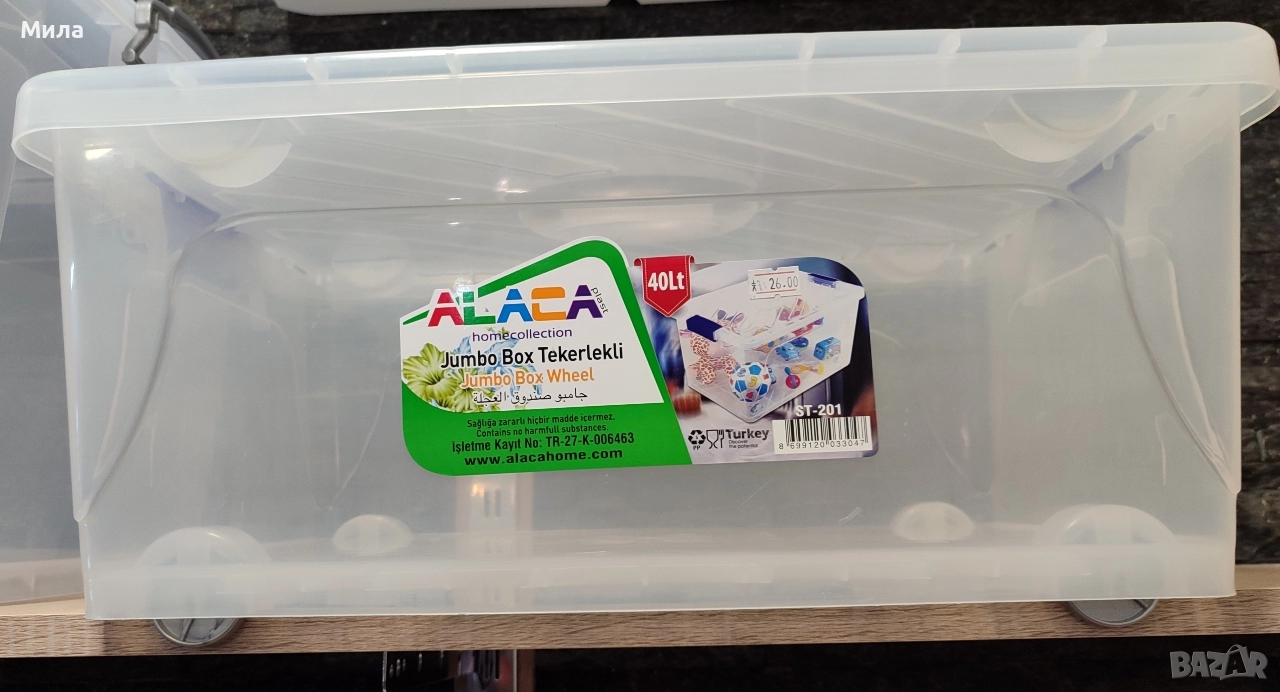 Мила
ALACA
plast
homecollection
Jumbo Box Tekerlekli
Jumbo Box Wheel
جامبو صندوق العجلة
Sağlığa zararlı hiçbir madde içermez.
Contains no harmfull substances.
İşletme Kayıt No: TR-27-K-006463
www.alacahome.com
40Lt
26.00
ST-201
PP
Turkey
Discover
the potential
8 699120 033047
BAZAR